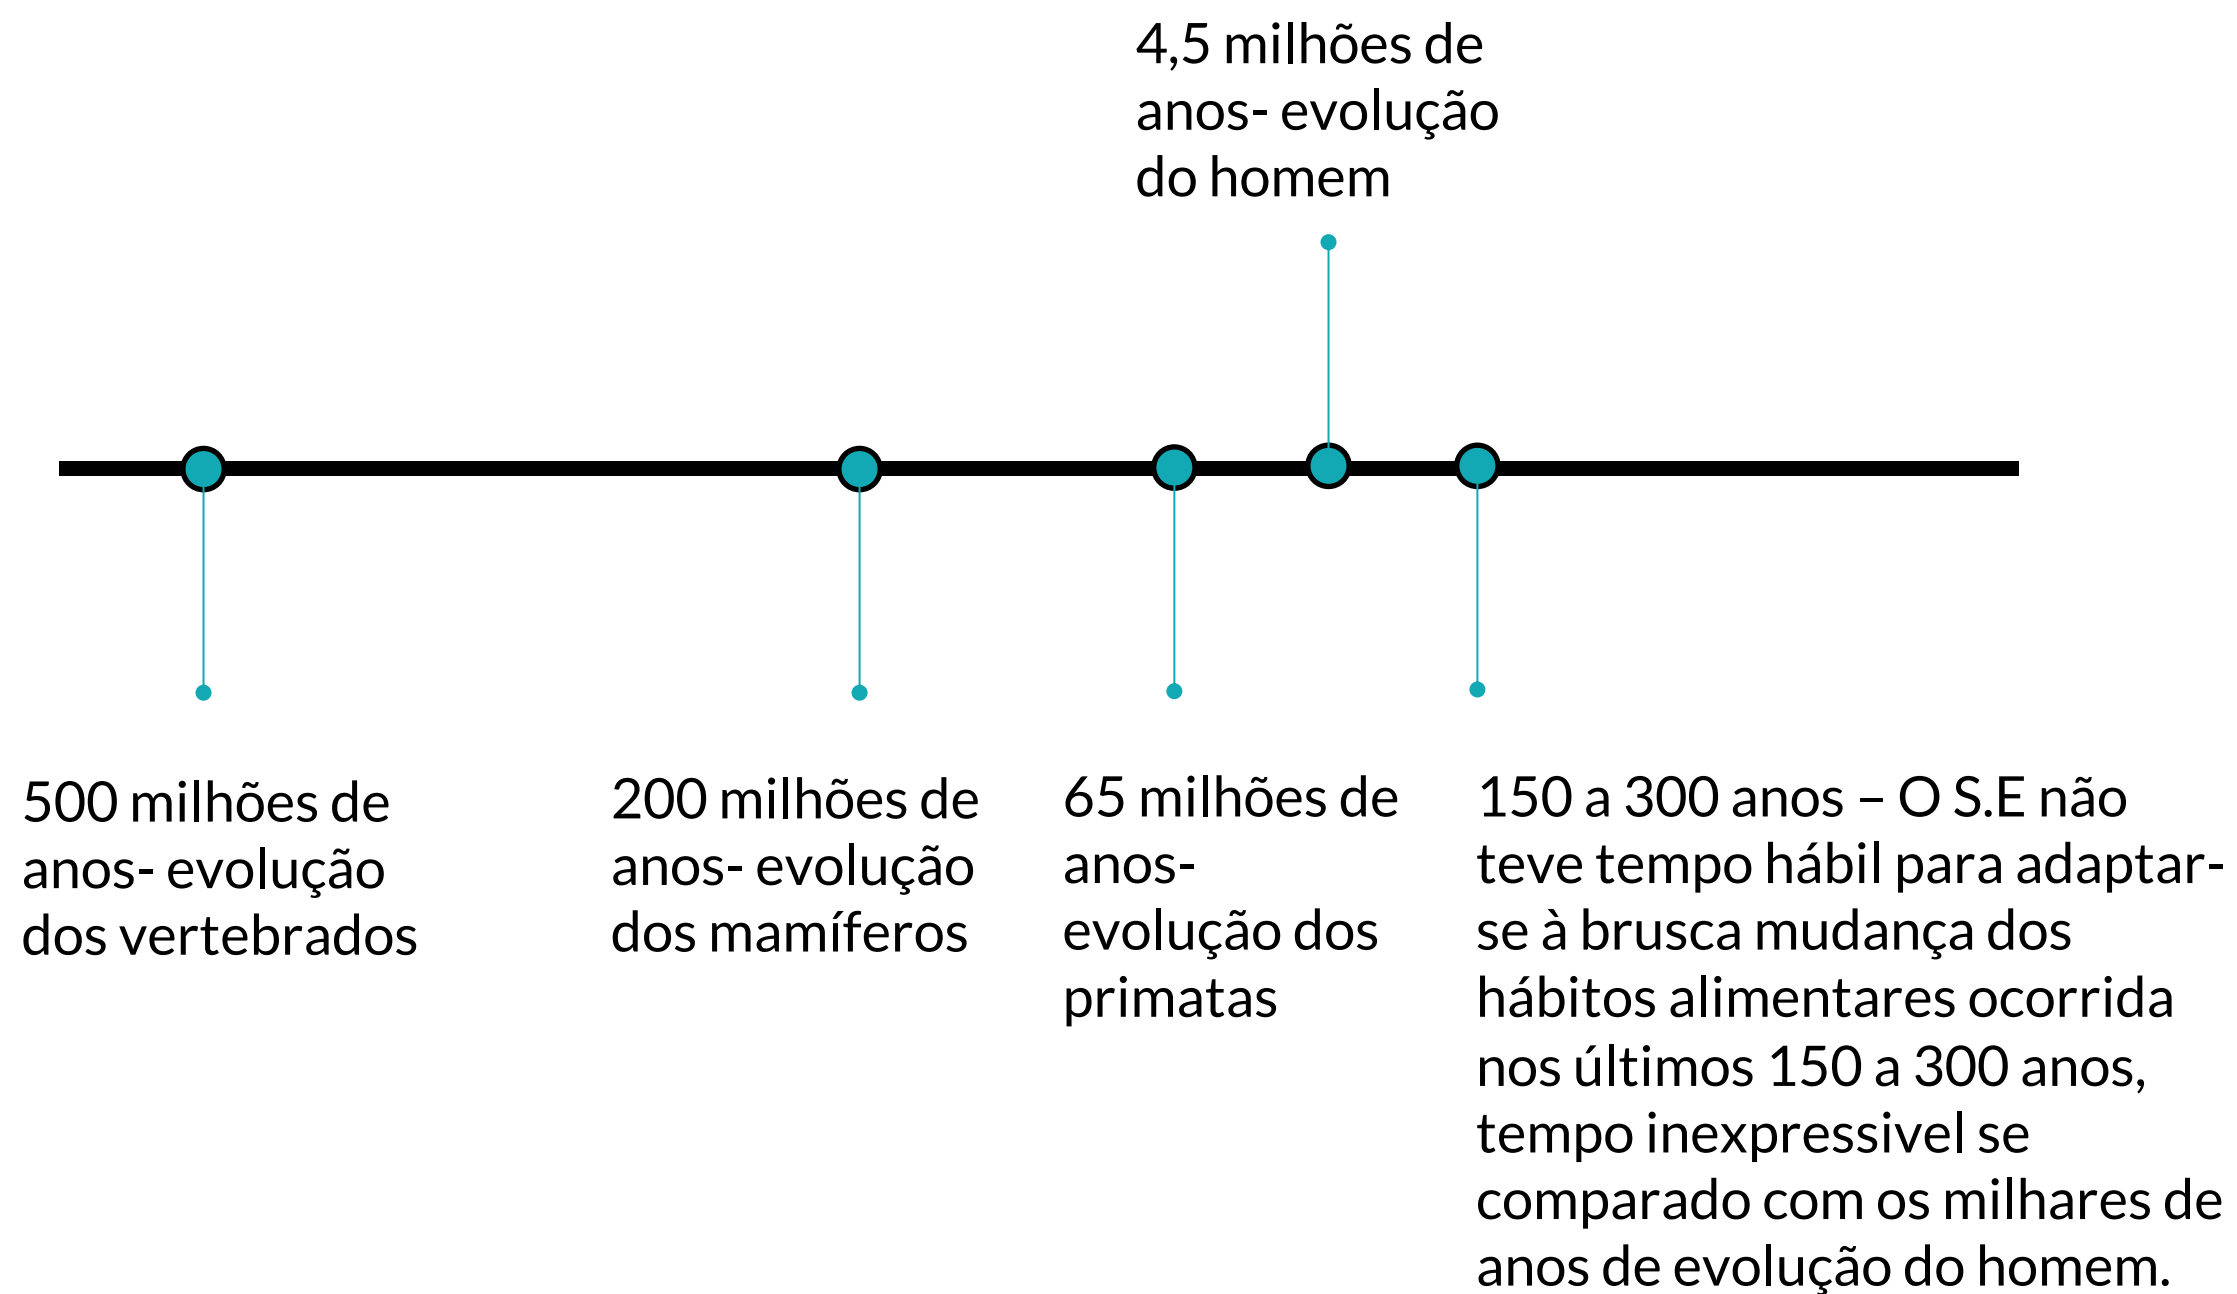 4,5 milhões de
anos- evolução
do homem
500 milhões de
anos- evolução
dos vertebrados
200 milhões de
anos- evolução
dos mamíferos
65 milhões de
anos-
evolução dos
primatas
150 a 300 anos – O S.E não
teve tempo hábil para adaptar-
se à brusca mudança dos
hábitos alimentares ocorrida
nos últimos 150 a 300 anos,
tempo inexpressivel se
comparado com os milhares de
anos de evolução do homem.